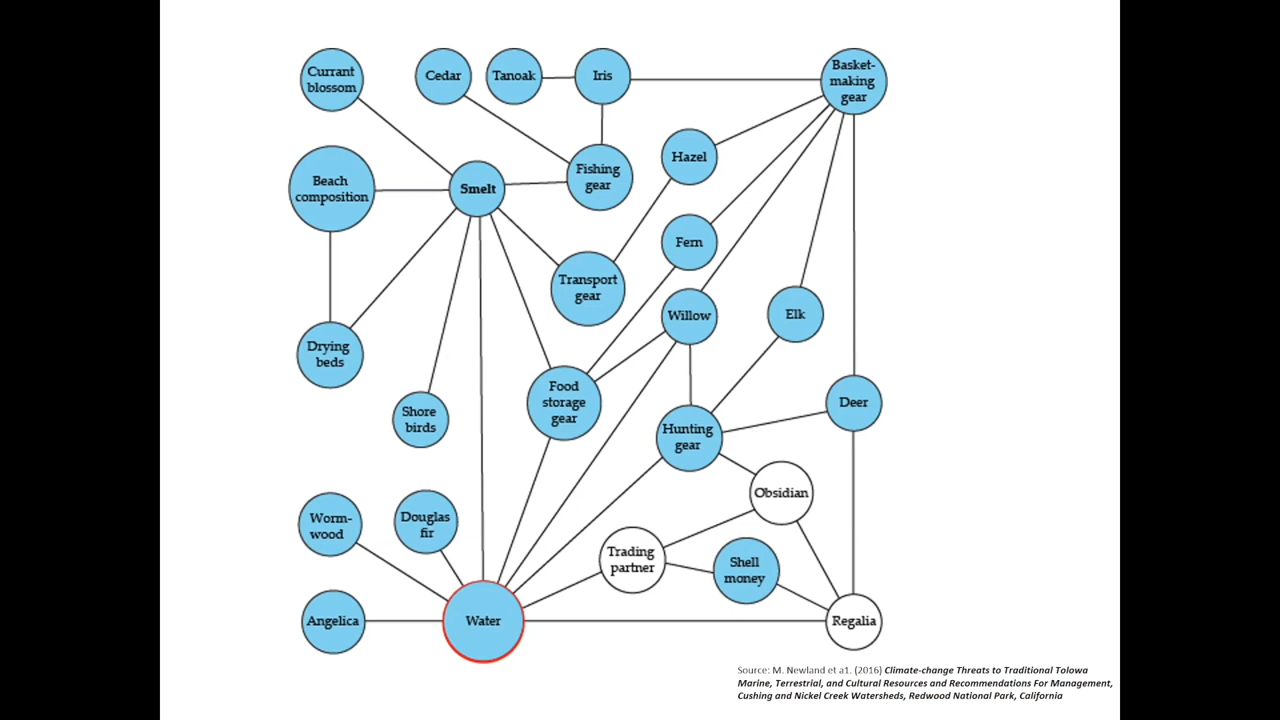 Currant
blossom
Cedar
Tanoak
Iris
Basket-
making
gear
Hazel
Beach
composition
Smelt
Fishing
gear
Fern
Transport
gear
Willow
Elk
Drying
beds
Shore
birds
Food
storage
gear
Hunting
gear
Deer
Obsidian
Worm-
wood
Douglas
fir
Trading
partner
Shell
money
Angelica
Water
Regalia
Source: M. Newland et a1. (2016) Climate-change Threats to Traditional Tolowa
Marine, Terrestrial, and Cultural Resources and Recommendations For Management,
Cushing and Nickel Creek Watersheds, Redwood National Park, California